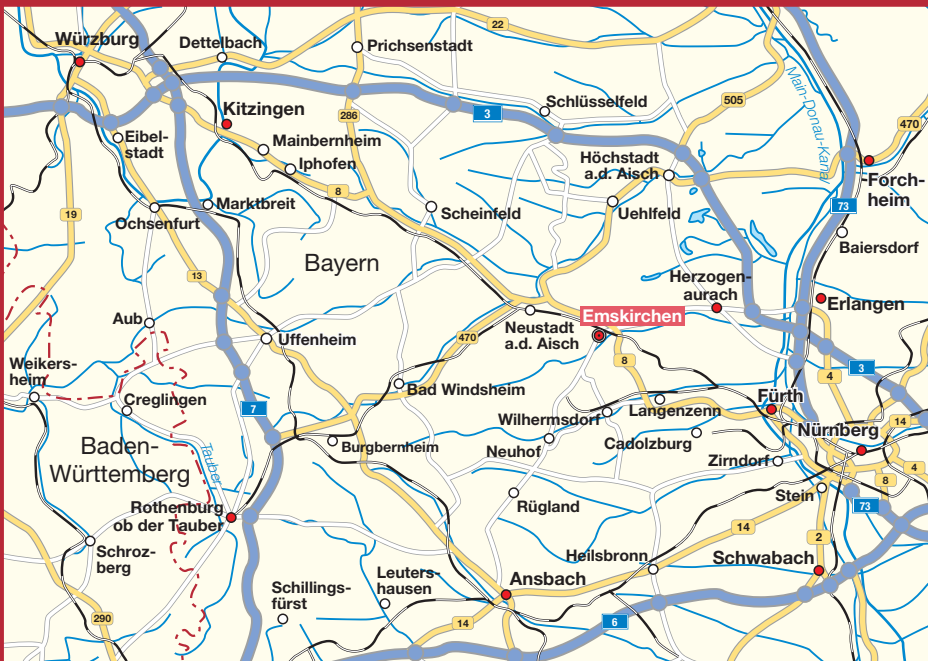 22
Würzburg
Dettelbach
Prichsenstadt
Main-Donau-Kanal
505
Schlüsselfeld
Kitzingen
3
286
470
Eibel-
stadt
Mainbernheim
Iphofen
Höchstadt
a.d. Aisch
8
Forch-
heim
19
Marktbreit
Ochsenfurt
Scheinfeld
Uehlfeld
73
Baiersdorf
Bayern
13
Herzogen-
aurach
Erlangen
Emskirchen
Aub
Neustadt
a.d. Aisch
Uffenheim
470
8
3
Weikers-
heim
4
Bad Windsheim
Creglingen
7
Fürth
Langenzenn
Wilhermsdorf
14
Baden-
Württemberg
Burgbernheim
Neuhof
Cadolzburg
Nürnberg
Tauber
Zirndorf
4
8
Stein
Rügland
73
Rothenburg
ob der Tauber
14
2
Schroz-
berg
Heilsbronn
Schwabach
Schillings-
fürst
Leuters-
hausen
Ansbach
290
14
6